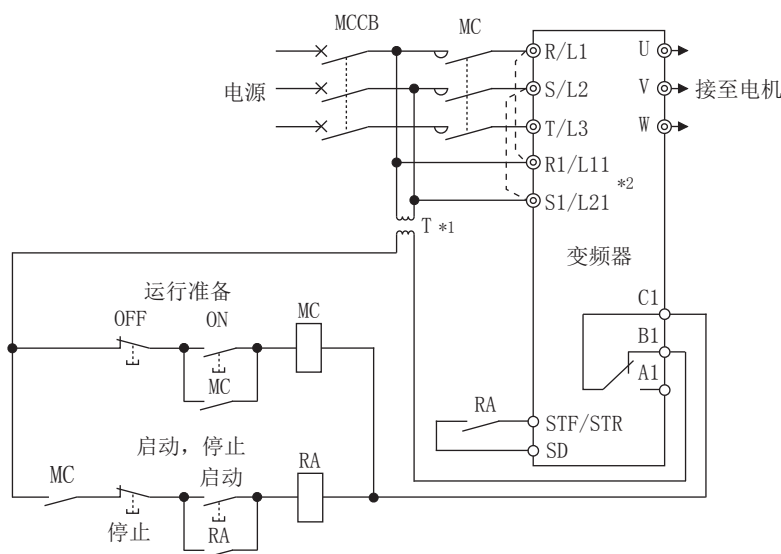 MCCB
MC
R/L1
U
电源
S/L2
V
接至电机
T/L3
W
R1/L11
*2
S1/L21
T *1
变频器
运行准备
OFF
ON
MC
MC
C1
B1
A1
RA
STF/STR
SD
启动，停止
MC
启动
RA
停止
RA